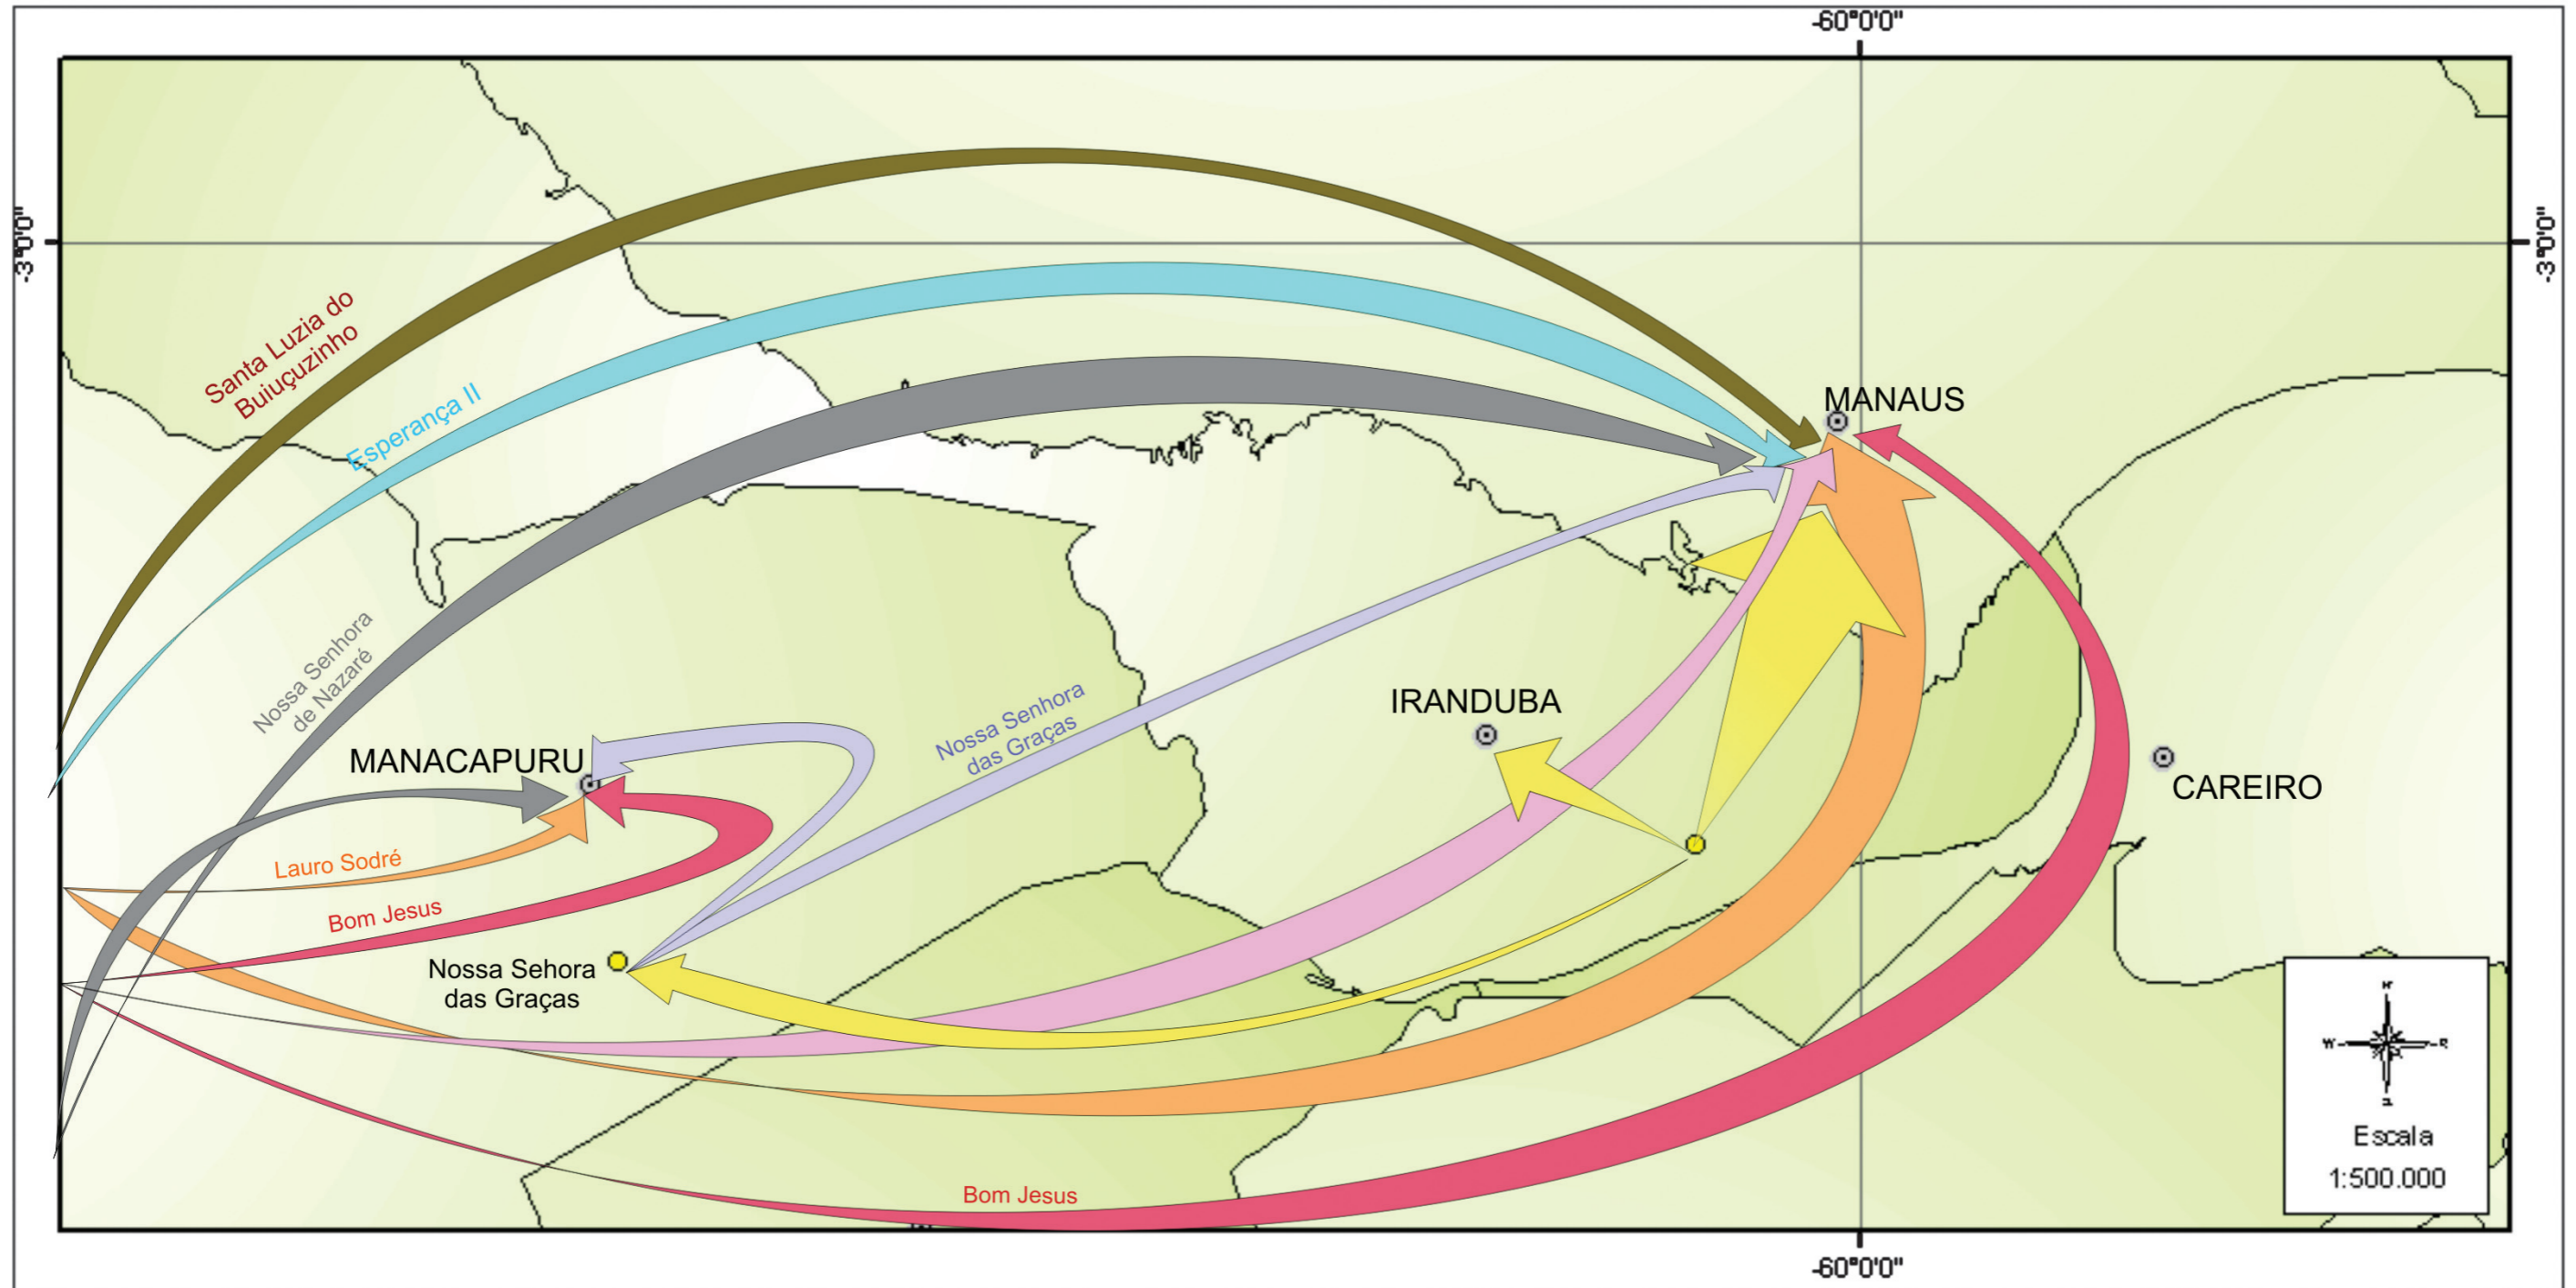 -60°0'0"
-3°0'0"
-3°0'0"
Santa Luzia do
Buiuçuzinho
Esperança II
MANAUS
Nossa Senhora
de Nazaré
Nossa Senhora
das Graças
IRANDUBA
MANACAPURU
CAREIRO
Lauro Sodré
Bom Jesus
Nossa Sehora
das Graças
Bom Jesus
Escala
1:500.000
-60°0'0"